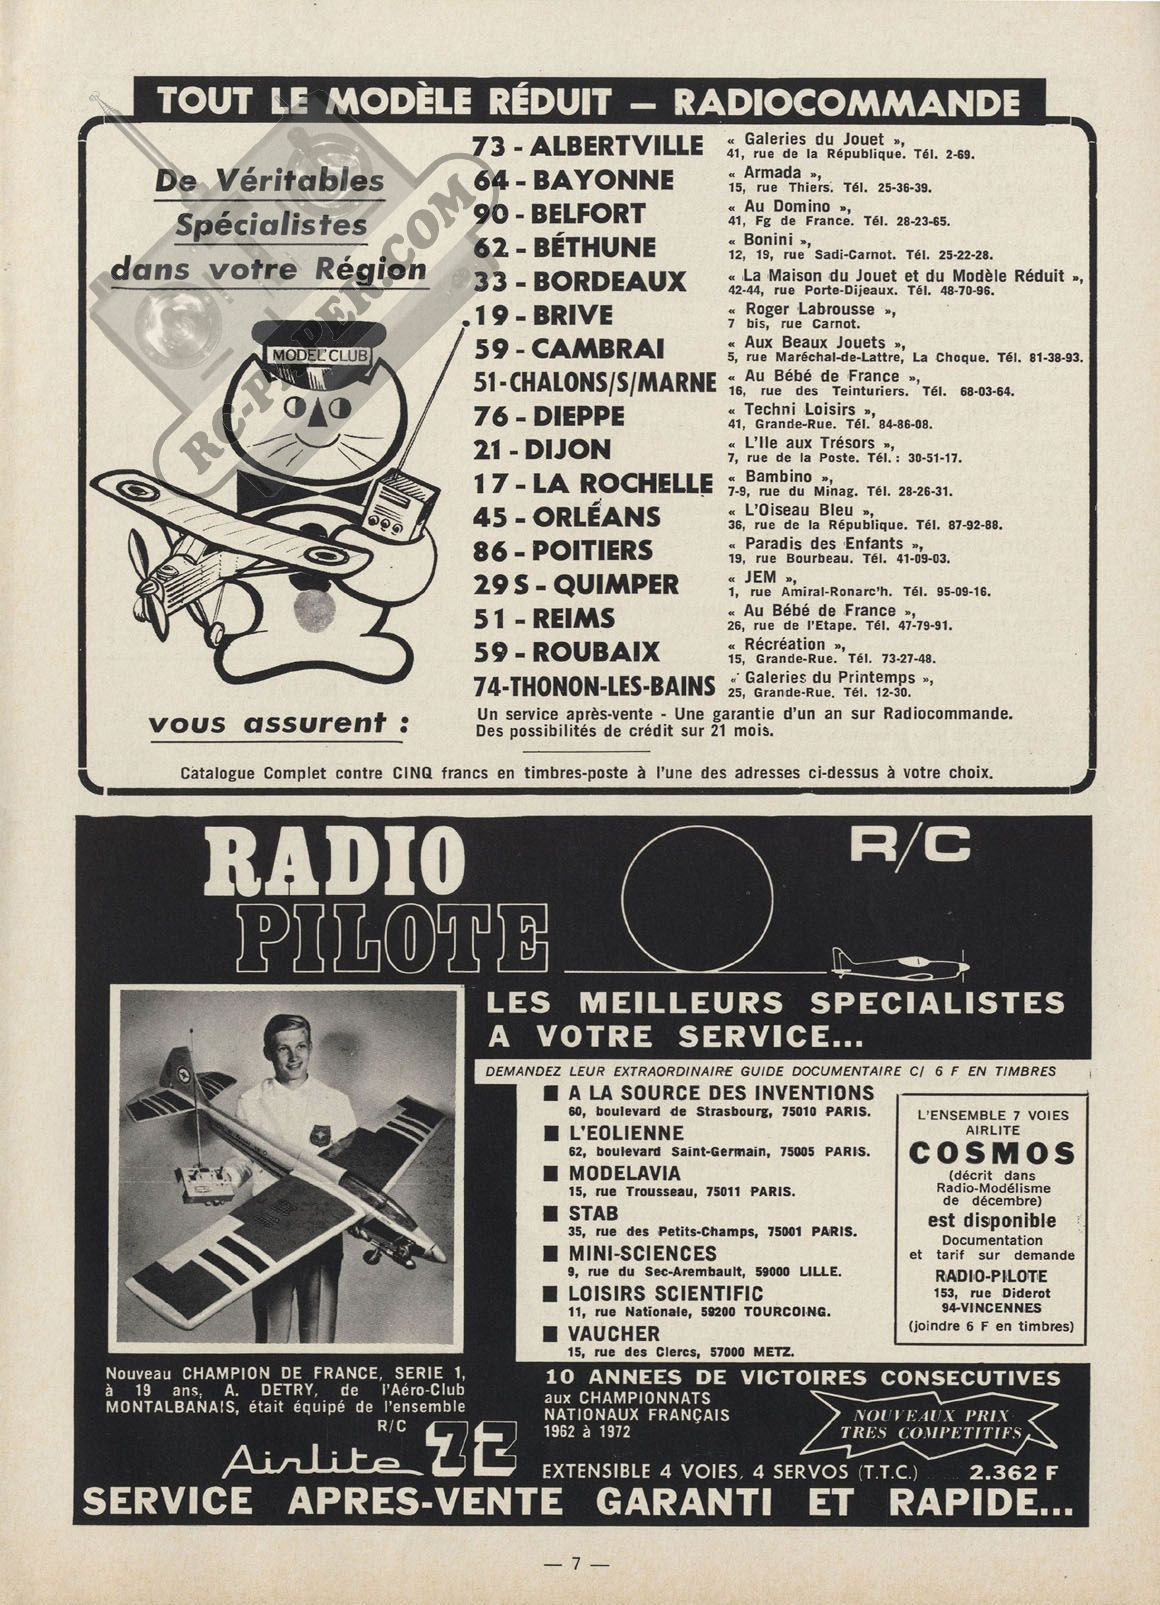 TOUT LE MODÈLE RÉDUIT — RADIOCOMMANDE
De Véritables
Spécialistes
dans votre Région
MODEL'CLUB
RC-PAPER.COM
73 - ALBERTVILLE « Galeries du Jouet »,
41, rue de la République. Tél. 2-69.
64 - BAYONNE « Armada »,
15, rue Thiers. Tél. 25-36-39.
90 - BELFORT « Au Domino »,
41, Fg de France. Tél. 28-23-65.
62 - BÉTHUNE « Bonini »,
12, 19, rue Sadi-Carnot. Tél. 25-22-28.
33 - BORDEAUX « La Maison du Jouet et du Modèle Réduit »,
42-44, rue Porte-Dijeaux. Tél. 48-70-96.
19 - BRIVE « Roger Labrousse »,
7 bis, rue Carnot.
59 - CAMBRAI « Aux Beaux Jouets »,
5, rue Maréchal-de-Lattre, La Choque. Tél. 81-38-93.
51-CHALONS/S/MARNE « Au Bébé de France »,
16, rue des Teinturiers. Tél. 68-03-64.
76 - DIEPPE « Techni Loisirs »,
41, Grande-Rue. Tél. 84-86-08.
21 - DIJON « L'Ile aux Trésors »,
7, rue de la Poste. Tél. : 30-51-17.
17 - LA ROCHELLE « Bambino »,
7-9, rue du Minag. Tél. 28-26-31.
45 - ORLÉANS « L'Oiseau Bleu »,
36, rue de la République. Tél. 87-92-88.
86 - POITIERS « Paradis des Enfants »,
19, rue Bourbeau. Tél. 41-09-03.
29 S - QUIMPER « JEM »,
1, rue Amiral-Ronarc'h. Tél. 95-09-16.
51 - REIMS « Au Bébé de France »,
26, rue de l'Etape. Tél. 47-79-91.
59 - ROUBAIX « Récréation »,
15, Grande-Rue. Tél. 73-27-48.
74-THONON-LES-BAINS « Galeries du Printemps »,
25, Grande-Rue. Tél. 12-30.
vous assurent :
Un service après-vente - Une garantie d'un an sur Radiocommande.
Des possibilités de crédit sur 21 mois.
Catalogue Complet contre CINQ francs en timbres-poste à l'une des adresses ci-dessus à votre choix.
RADIO
PILOTE
R/C
LES MEILLEURS SPECIALISTES
A VOTRE SERVICE...
DEMANDEZ LEUR EXTRAORDINAIRE GUIDE DOCUMENTAIRE C/ 6 F EN TIMBRES
■ A LA SOURCE DES INVENTIONS
60, boulevard de Strasbourg, 75010 PARIS.
■ L'EOLIENNE
62, boulevard Saint-Germain, 75005 PARIS.
■ MODELAVIA
15, rue Trousseau, 75011 PARIS.
■ STAB
35, rue des Petits-Champs, 75001 PARIS.
■ MINI-SCIENCES
9, rue du Sec-Arembault, 59000 LILLE.
■ LOISIRS SCIENTIFIC
11, rue Nationale, 59200 TOURCOING.
■ VAUCHER
15, rue des Clercs, 57000 METZ.
L'ENSEMBLE 7 VOIES
AIRLITE
COSMOS
(décrit dans
Radio-Modélisme
de décembre)
est disponible
Documentation
et tarif sur demande
RADIO-PILOTE
153, rue Diderot
94-VINCENNES
(joindre 6 F en timbres)
Nouveau CHAMPION DE FRANCE, SERIE 1,
à 19 ans, A. DETRY, de l'Aéro-Club
MONTALBANAIS, était équipé de l'ensemble
R/C
Airlite 72
10 ANNEES DE VICTOIRES CONSECUTIVES
aux CHAMPIONNATS
NATIONAUX FRANÇAIS
1962 à 1972
NOUVEAUX PRIX
TRES COMPETITIFS
EXTENSIBLE 4 VOIES, 4 SERVOS (T.T.C.) ...... 2.362 F
SERVICE APRES-VENTE GARANTI ET RAPIDE...
— 7 —